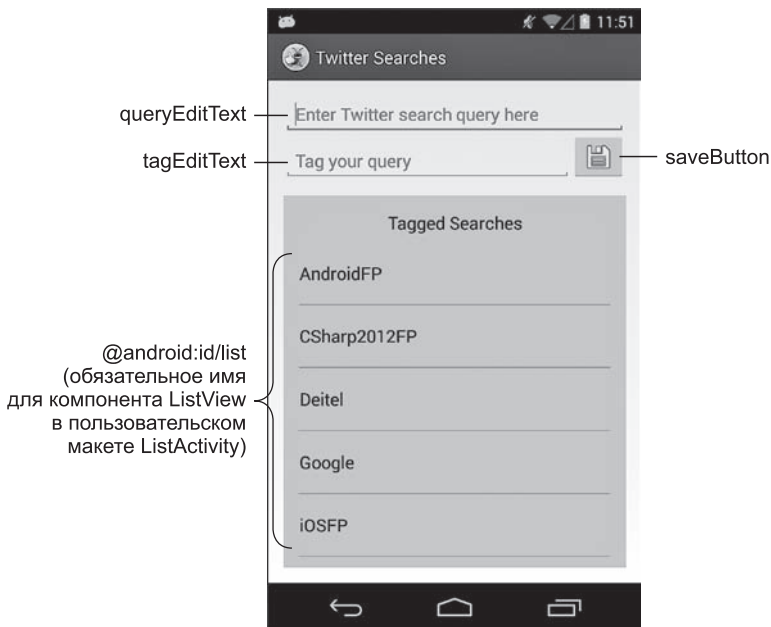 11:51
Twitter Searches
queryEditText
Enter Twitter search query here
tagEditText
Tag your query
saveButton
Tagged Searches
AndroidFP
CSharp2012FP
Deitel
Google
iOSFP
@android:id/list
(обязательное имя
для компонента ListView
в пользовательском
макете ListActivity)